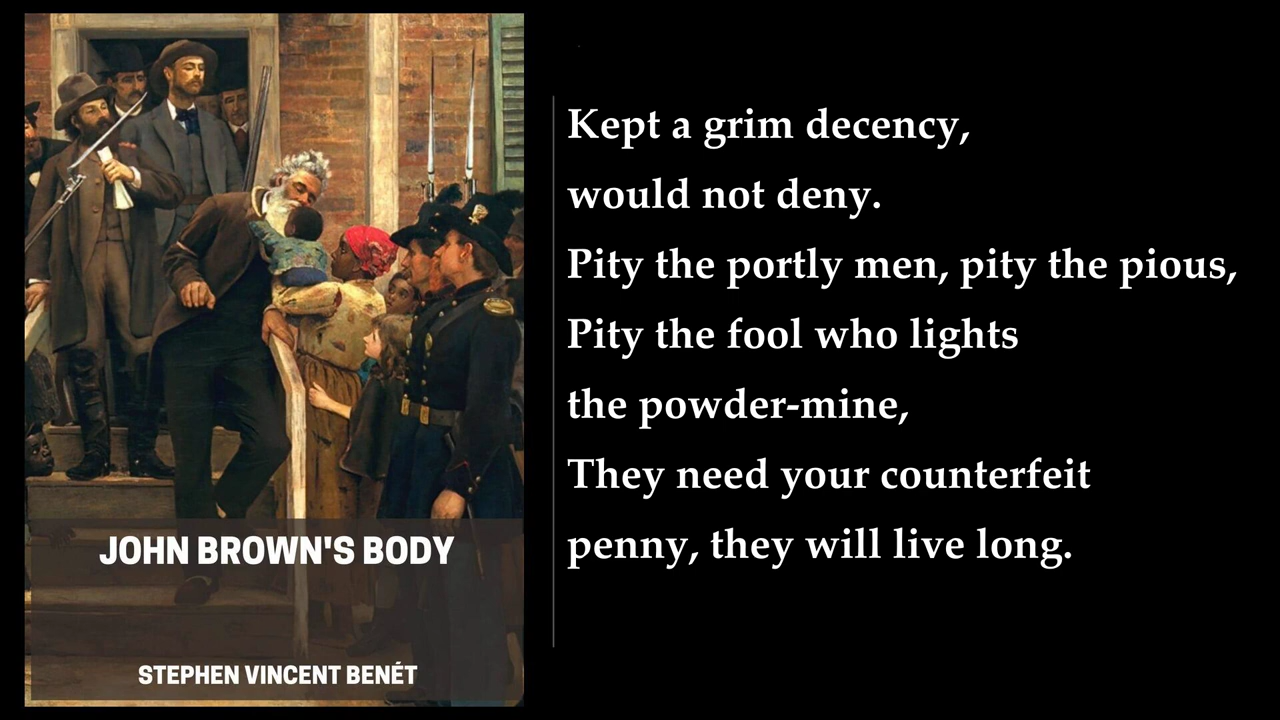 JOHN BROWN'S BODY
STEPHEN VINCENT BENÉT
Kept a grim decency,
would not deny.
Pity the portly men, pity the pious,
Pity the fool who lights
the powder-mine,
They need your counterfeit
penny, they will live long.